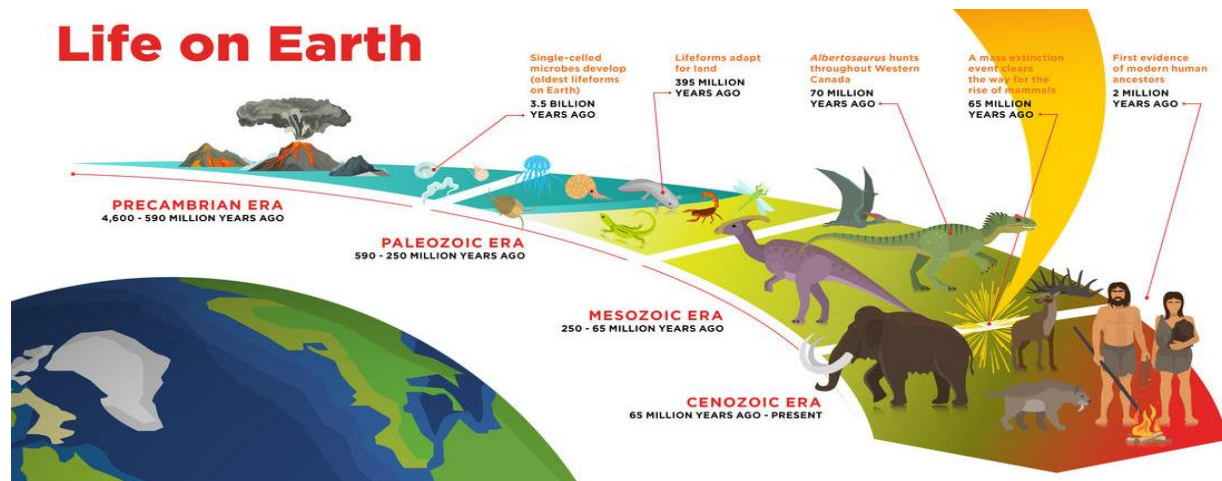 Life on Earth
Single-celled
microbes develop
(oldest lifeforms
on Earth)
3.5 BILLION
YEARS AGO
Lifeforms adapt
for land
395 MILLION
YEARS AGO
Albertosaurus hunts
throughout Western
Canada
70 MILLION
YEARS AGO
A mass extinction
event clears
the way for the
rise of mammals
65 MILLION
YEARS AGO
First evidence
of modern human
ancestors
2 MILLION
YEARS AGO
PRECAMBRIAN ERA
4,600 - 590 MILLION YEARS AGO
PALEOZOIC ERA
590 - 250 MILLION YEARS AGO
MESOZOIC ERA
250 - 65 MILLION YEARS AGO
CENOZOIC ERA
65 MILLION YEARS AGO - PRESENT